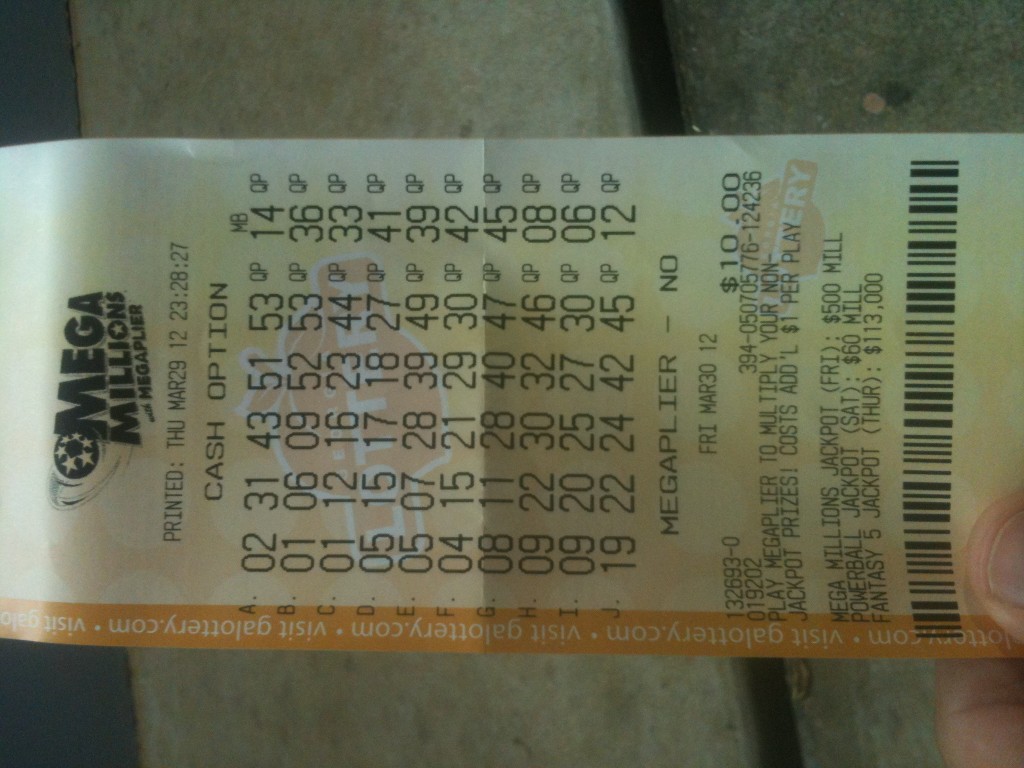 MEGA
MILLIONS
with MEGAPLIER
PRINTED: THU MAR29 12 23:28:27
CASH OPTION
MB
A. 02 31 43 51 53 QP 14 QP
B. 01 06 09 52 53 QP 36 QP
C. 01 12 16 23 44 QP 33 QP
D. 05 15 17 18 27 QP 41 QP
E. 05 07 28 39 49 QP 39 QP
F. 04 15 21 29 30 QP 42 QP
G. 08 11 28 40 47 QP 45 QP
H. 09 22 30 32 46 QP 08 QP
I. 09 20 25 27 30 QP 06 QP
J. 19 22 24 42 45 QP 12 QP
MEGAPLIER - NO
FRI MAR30 12
132693-0 $10.00
019202 394-050705776-124236
PLAY MEGAPLIER TO MULTIPLY YOUR NON-
JACKPOT PRIZES! COSTS ADD'L $1 PER PLAY
MEGA MILLIONS JACKPOT (FRI): $500 MILL
POWERBALL JACKPOT (SAT): $60 MILL
FANTASY 5 JACKPOT (THUR): $113,000
LOTTERY
LOTTERY
lottery.com • visit galottery.com • visit galottery.com • visit galottery.com • visit galo